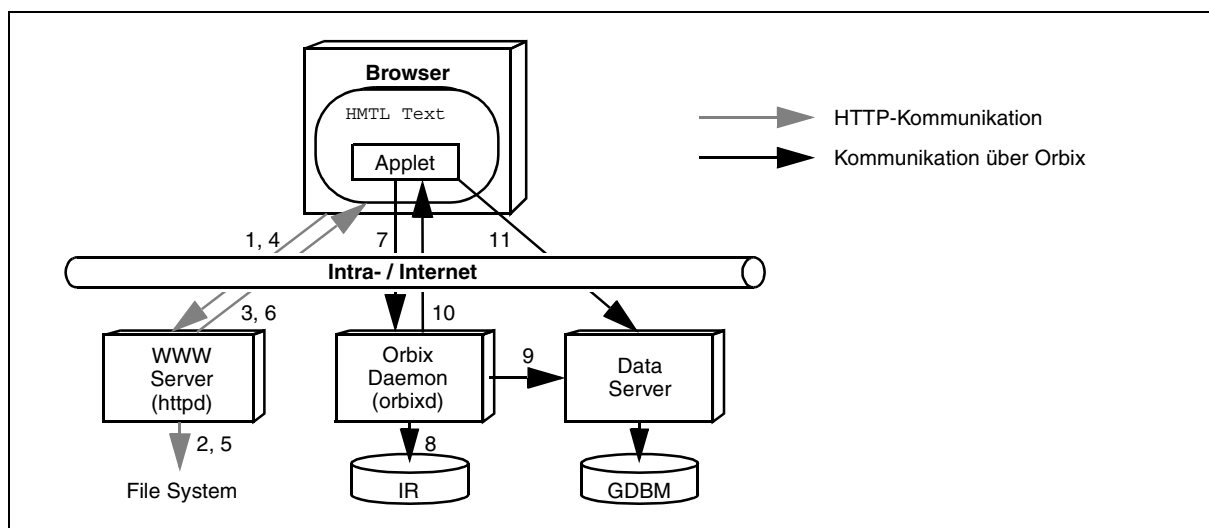 Browser
HMTL Text
Applet
HTTP-Kommunikation
Kommunikation über Orbix
1, 4
7
11
Intra- / Internet
3, 6
10
WWW
Server
(httpd)
Orbix
Daemon
(orbixd)
9
Data
Server
2, 5
8
File System
IR
GDBM